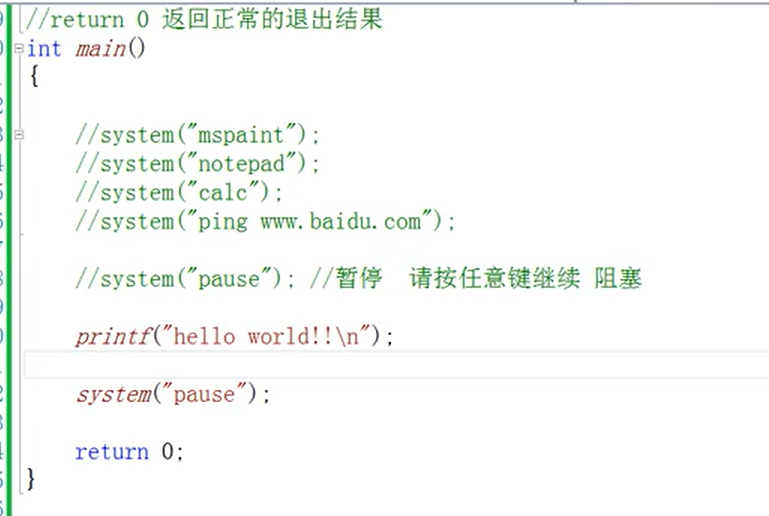 //return 0 返回正常的退出结果
int main()
{
//system("mspaint");
//system("notepad");
//system("calc");
//system("ping www.baidu.com");
//system("pause"); //暂停 请按任意键继续 阻塞
printf("hello world!!\n");
system("pause");
return 0;
}